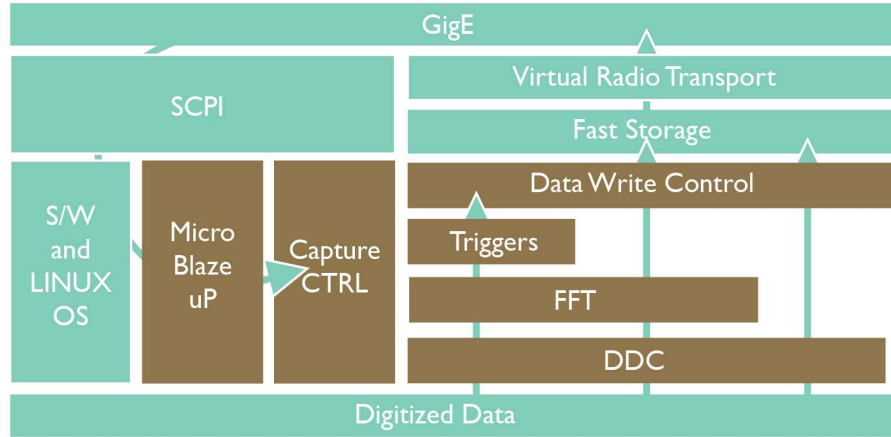 GigE
SCPI
Virtual Radio Transport
Fast Storage
S/W
and
LINUX
OS
Micro
Blaze
uP
Capture
CTRL
Data Write Control
Triggers
FFT
DDC
Digitized Data